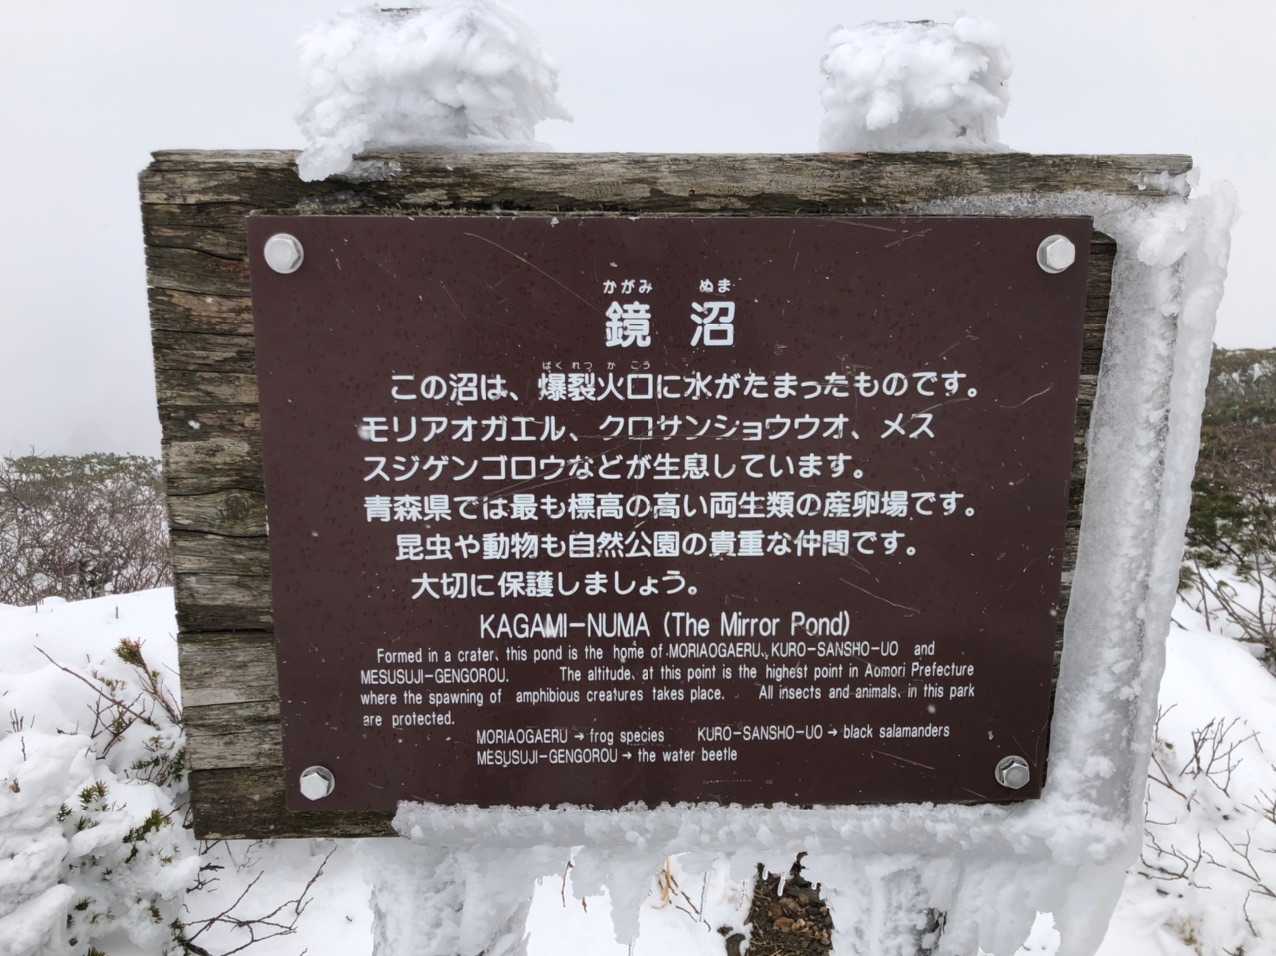 かがみ ぬま
鏡 沼
ばくれつかこう
この沼は、爆裂火口に水がたまったものです。
モリアオガエル、クロサンショウウオ、メス
スジゲンゴロウなどが生息しています。
青森県では最も標高の高い両生類の産卵場です。
昆虫や動物も自然公園の貴重な仲間です。
大切に保護しましょう。
KAGAMI-NUMA (The Mirror Pond)
Formed in a crater, this pond is the home of MORIAOGAERU, KURO-SANSHO-UO and
MESUSUJI-GENGOROU. The altitude, at this point is the highest point in Aomori Prefecture
where the spawning of amphibious creatures takes place. All insects and animals, in this park
are protected.
MORIAOGAERU → frog species KURO-SANSHO-UO → black salamanders
MESUSUJI-GENGOROU → the water beetle